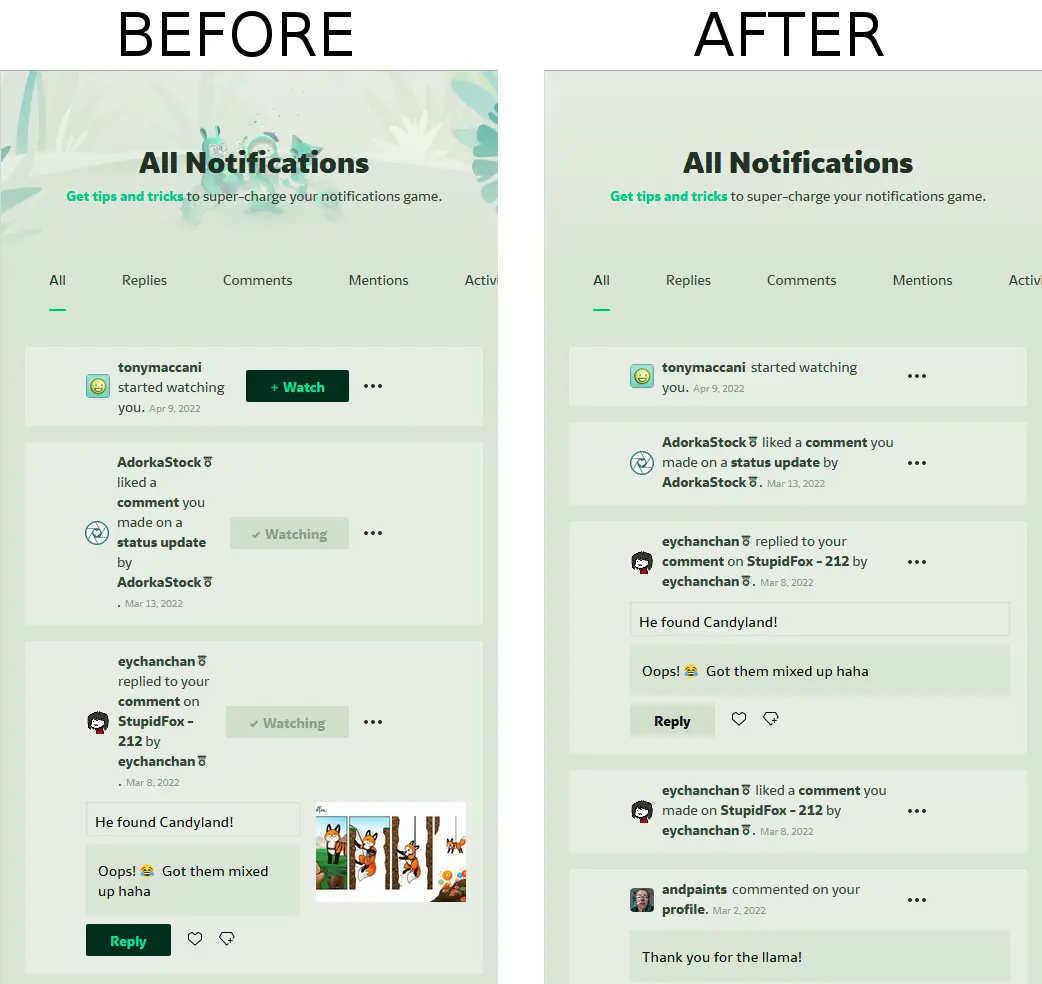 BEFORE
All Notifications
Get tips and tricks to super-charge your notifications game.
All Replies Comments Mentions Activi
tonymaccani
started watching
you. Apr 9, 2022
+ Watch
AdorkaStock
liked a
comment you
made on a
status update
by
AdorkaStock
. Mar 13, 2022
✓ Watching
eychanchan
replied to your
comment on
StupidFox -
212 by
eychanchan
. Mar 8, 2022
✓ Watching
He found Candyland!
Oops! 😂 Got them mixed
up haha
Reply
AFTER
All Notifications
Get tips and tricks to super-charge your notifications game.
All Replies Comments Mentions Activi
tonymaccani started watching
you. Apr 9, 2022
AdorkaStock liked a comment you
made on a status update by
AdorkaStock. Mar 13, 2022
eychanchan replied to your
comment on StupidFox - 212 by
eychanchan. Mar 8, 2022
He found Candyland!
Oops! 😂 Got them mixed up haha
Reply
eychanchan liked a comment you
made on StupidFox - 212 by
eychanchan. Mar 8, 2022
andpaints commented on your
profile. Mar 2, 2022
Thank you for the llama!